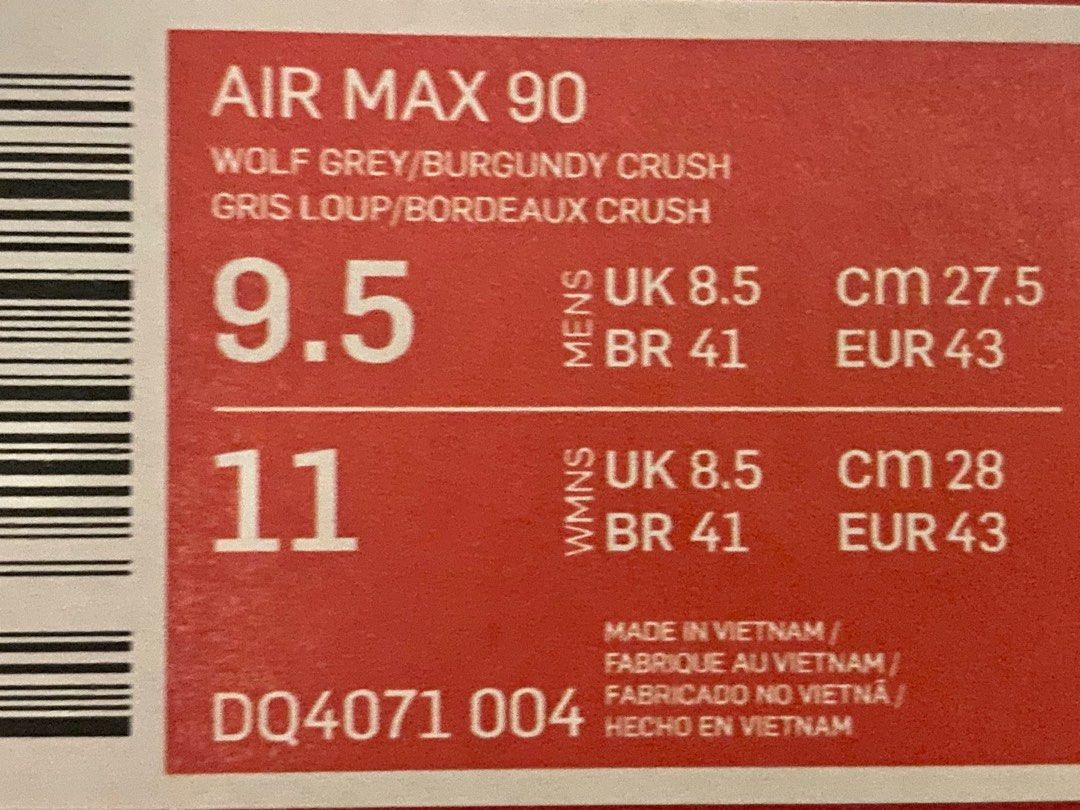 AIR MAX 90
WOLF GREY/BURGUNDY CRUSH
GRIS LOUP/BORDEAUX CRUSH
9.5
MENS
UK 8.5 cm 27.5
BR 41 EUR 43
11
WMNS
UK 8.5 cm 28
BR 41 EUR 43
MADE IN VIETNAM /
FABRIQUE AU VIETNAM /
FABRICADO NO VIETNÃ /
HECHO EN VIETNAM
DQ4071 004